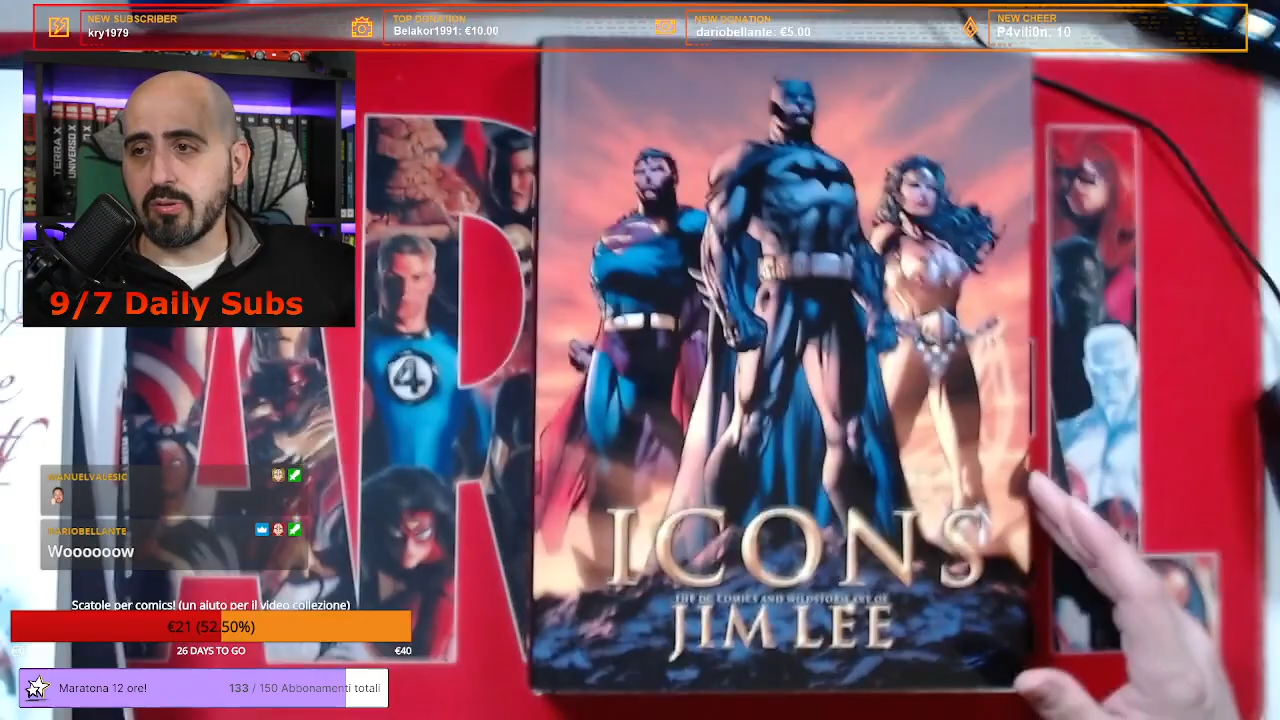 NEW SUBSCRIBER
kry1979
TOP DONATION
Belakor1991: €10.00
NEW DONATION
dariobellante: €5.00
NEW CHEER
P4vili0n: 10
TERRA X
UNIVERSO X
9/7 Daily Subs
4
MANUELVALESIC
DARIOBELLANTE
Woooooow
Scatole per comics! (un aiuto per il video collezione)
€21 (52.50%)
€0
26 DAYS TO GO
€40
Maratona 12 ore!
133 / 150 Abbonamenti totali
ICONS
THE DC COMICS AND WILDSTORM ART OF
JIM LEE